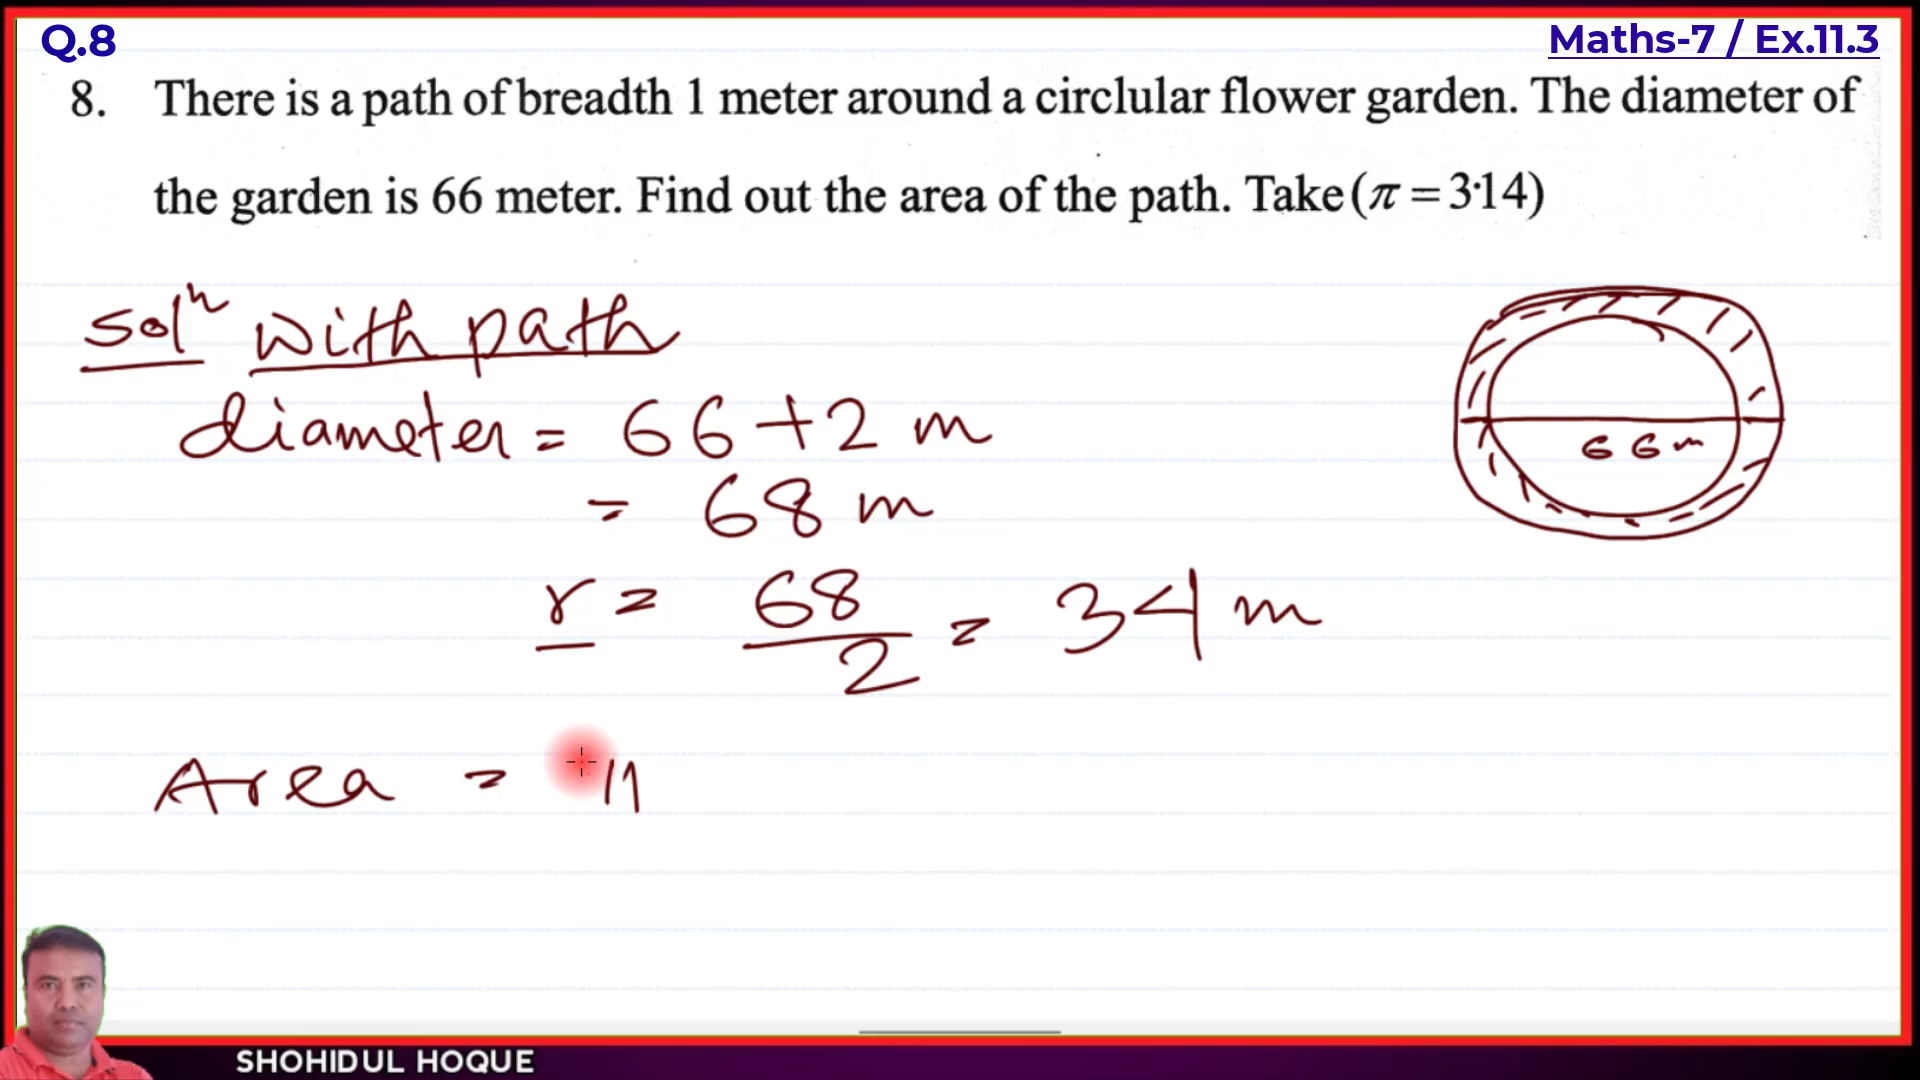 Q.8
Maths-7 / Ex.11.3
8. There is a path of breadth 1 meter around a circlular flower garden. The diameter of
the garden is 66 meter. Find out the area of the path. Take (π = 3·14)
Solⁿ with path
diameter = 66 + 2 m
= 68 m
66 m
r = 68/2 = 34 m
Area =
SHOHIDUL HOQUE